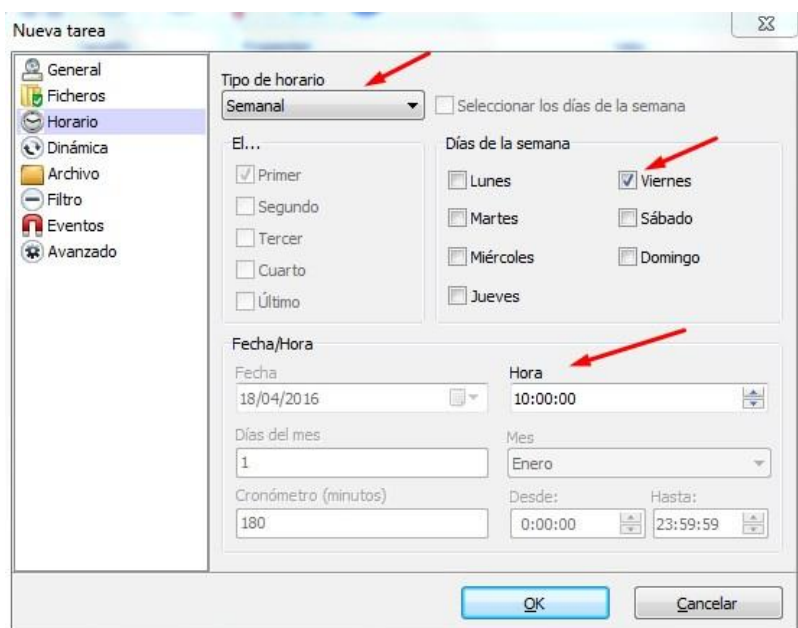 Nueva tarea
General
Ficheros
Horario
Dinámica
Archivo
Filtro
Eventos
Avanzado
Tipo de horario
Semanal
Seleccionar los días de la semana
El...
Primer
Segundo
Tercer
Cuarto
Último
Días de la semana
Lunes
Viernes
Martes
Sábado
Miércoles
Domingo
Jueves
Fecha/Hora
Fecha
Hora
18/04/2016
10:00:00
Días del mes
Mes
1
Enero
Cronómetro (minutos)
Desde:
Hasta:
180
0:00:00
23:59:59
OK
Cancelar